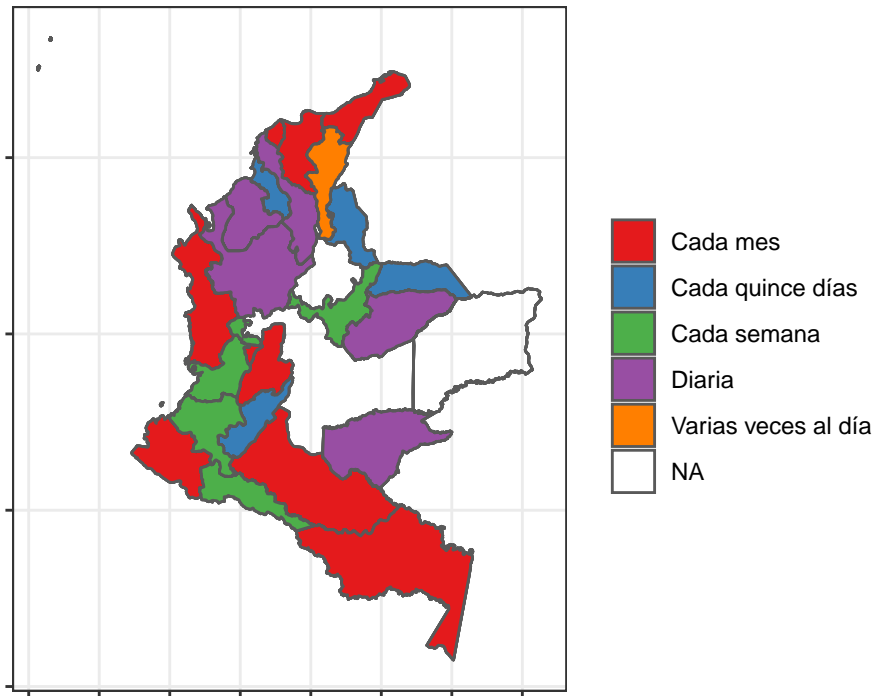 Cada mes
Cada quince días
Cada semana
Diaria
Varias veces al día
NA